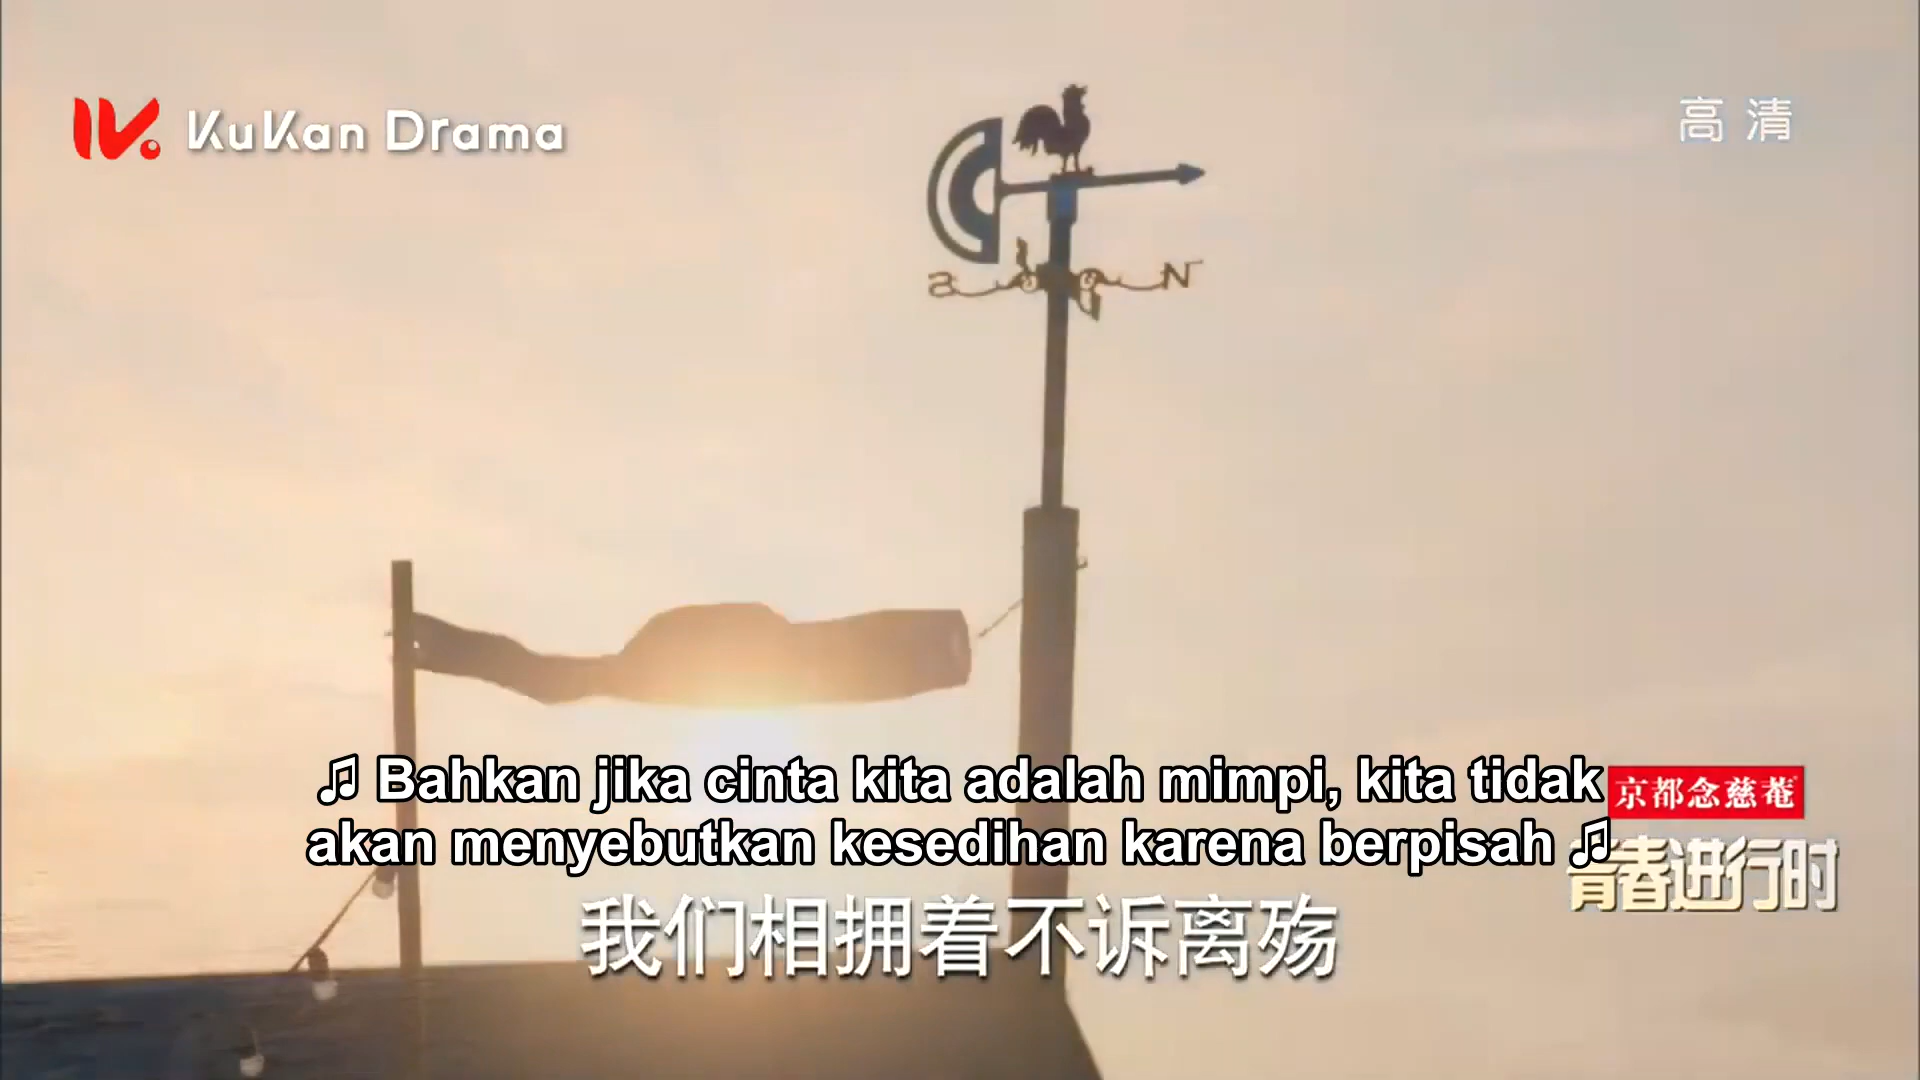 KuKan Drama
高清
S N
♫ Bahkan jika cinta kita adalah mimpi, kita tidak
akan menyebutkan kesedihan karena berpisah ♫
京都念慈菴
青春进行时
我们相拥着不诉离殇